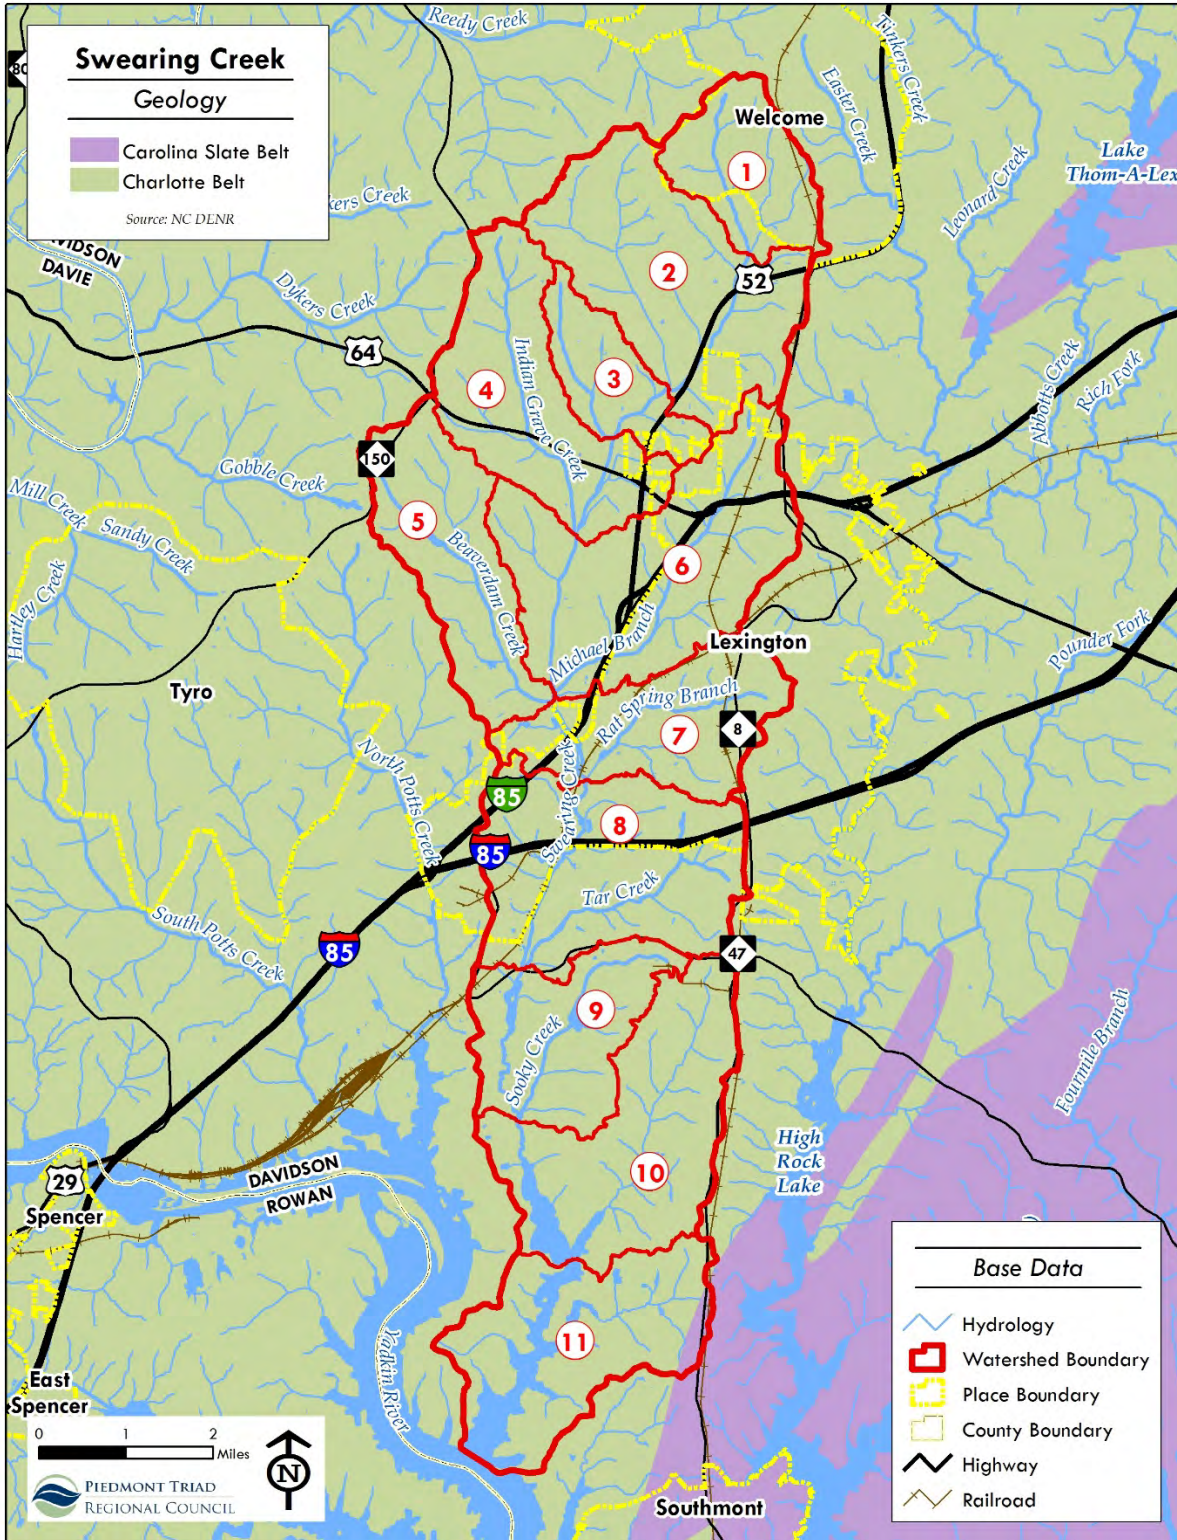 Swearing Creek
Geology
Carolina Slate Belt
Charlotte Belt
Source: NC DENR
Reedy Creek
Tinkers Creek
Easter Creek
Welcome
Lake
Thom-A-Lex
Leonard Creek
1
kers Creek
DAVIDSON
DAVIE
2
52
Dykers Creek
64
Indian Grave Creek
3
4
Abbotts Creek
Rich Fork
150
Gobble Creek
Mill Creek
Sandy Creek
5
Beaverdam Creek
6
Hartley Creek
Michael Branch
Lexington
Pounder Fork
Tyro
Rat Spring Branch
7
8
North Potts Creek
Swearing Creek
85
8
85
Tar Creek
South Potts Creek
85
47
9
Sooky Creek
Fourmile Branch
High
Rock
Lake
10
DAVIDSON
ROWAN
29
Spencer
11
Yadkin River
East
Spencer
Base Data
Hydrology
Watershed Boundary
Place Boundary
County Boundary
Highway
Railroad
0 1 2
Miles
N
PIEDMONT TRIAD
REGIONAL COUNCIL
Southmont